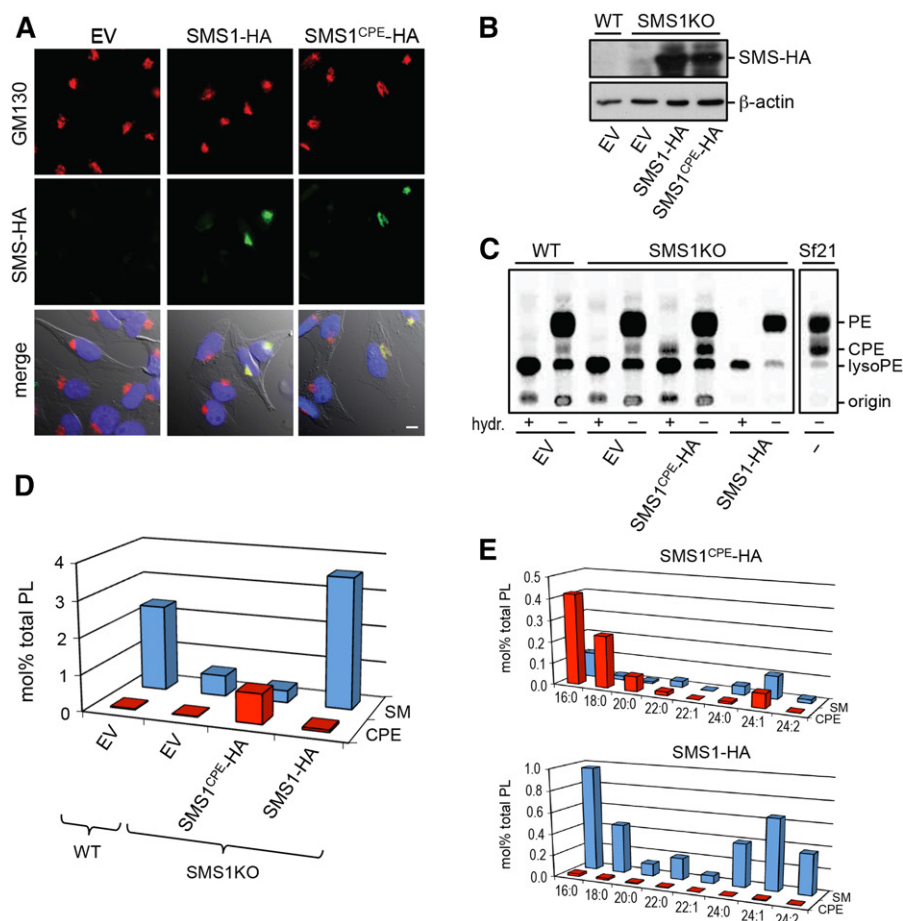 A
EV
SMS1-HA
SMS1CPE-HA
GM130
SMS-HA
merge
B
WT
SMS1KO
SMS-HA
β-actin
EV
EV
SMS1-HA
SMS1CPE-HA
C
WT
SMS1KO
Sf21
PE
CPE
lysoPE
origin
hydr. + − + − + − + −
EV
EV
SMS1CPE-HA
SMS1-HA
−
D
mol% total PL
4
3
2
1
0
SM
CPE
EV
EV
SMS1CPE-HA
SMS1-HA
WT
SMS1KO
E
SMS1CPE-HA
mol% total PL
0.5
0.4
0.3
0.2
0.1
0.0
16:0 18:0 20:0 22:0 22:1 24:0 24:1 24:2
SM
CPE
SMS1-HA
mol% total PL
1.0
0.8
0.6
0.4
0.2
0.0
16:0 18:0 20:0 22:0 22:1 24:0 24:1 24:2
SM
CPE